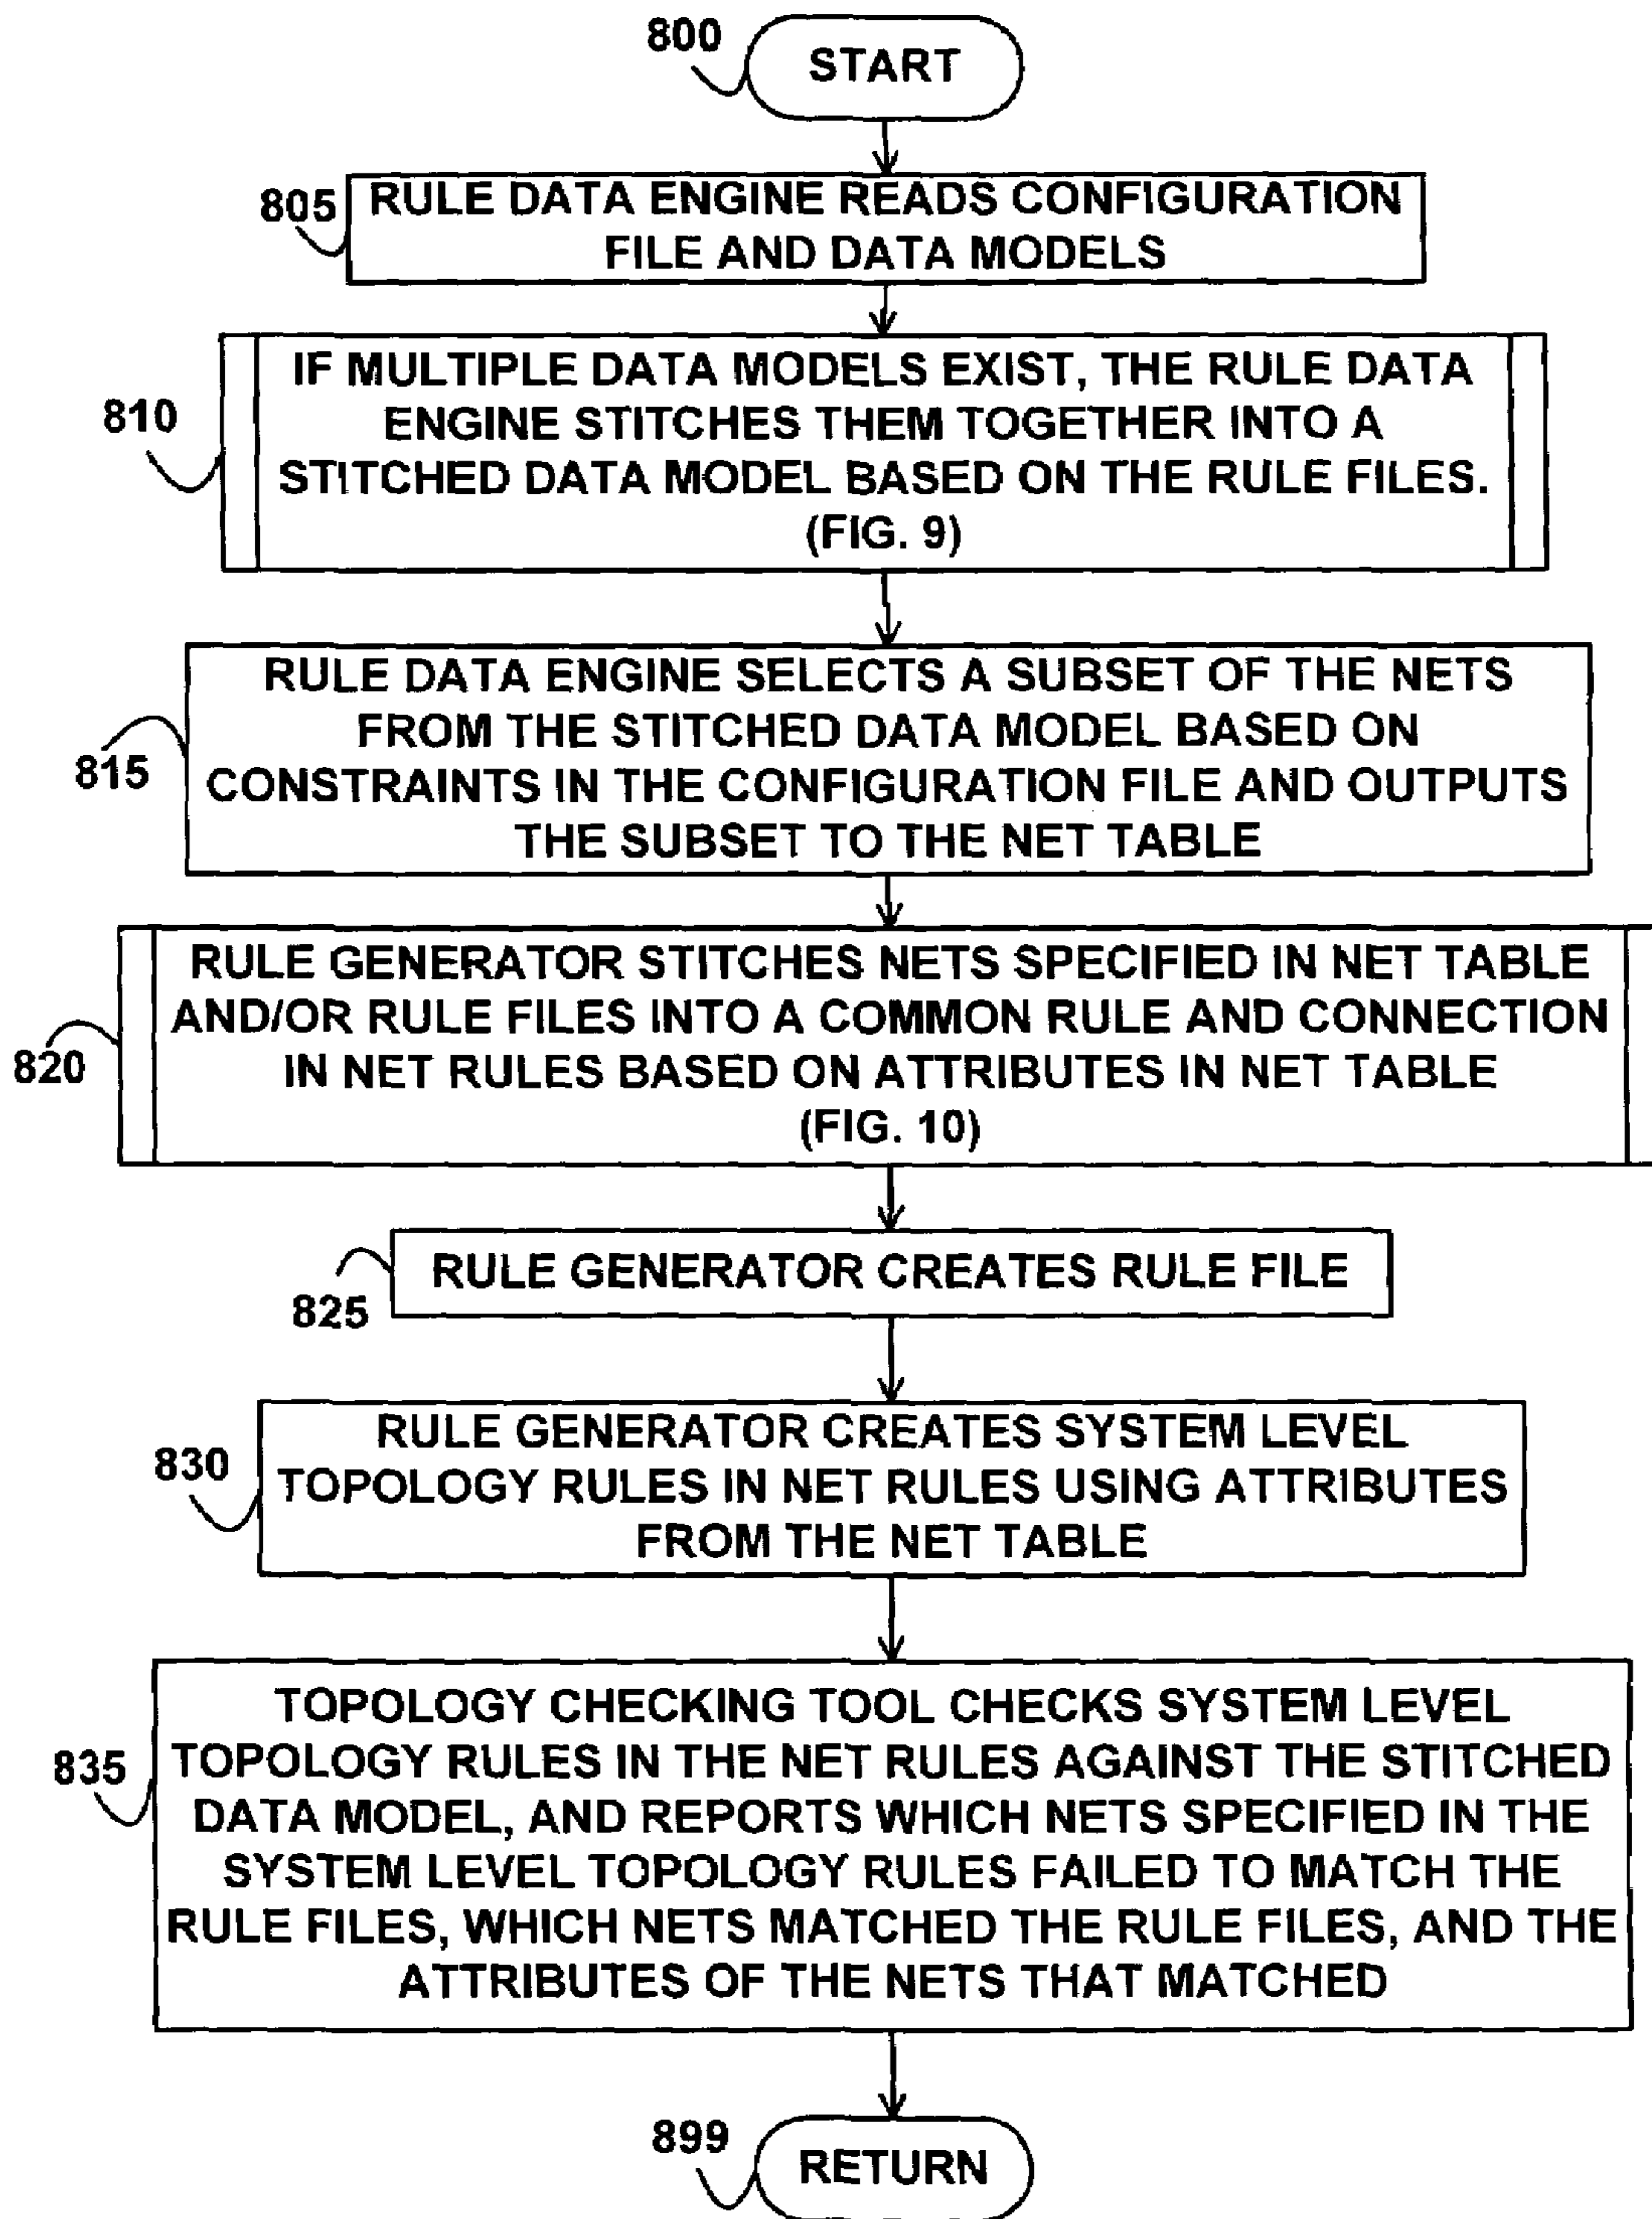 800
START
805
RULE DATA ENGINE READS CONFIGURATION
FILE AND DATA MODELS
810
IF MULTIPLE DATA MODELS EXIST, THE RULE DATA
ENGINE STITCHES THEM TOGETHER INTO A
STITCHED DATA MODEL BASED ON THE RULE FILES.
(FIG. 9)
815
RULE DATA ENGINE SELECTS A SUBSET OF THE NETS
FROM THE STITCHED DATA MODEL BASED ON
CONSTRAINTS IN THE CONFIGURATION FILE AND OUTPUTS
THE SUBSET TO THE NET TABLE
820
RULE GENERATOR STITCHES NETS SPECIFIED IN NET TABLE
AND/OR RULE FILES INTO A COMMON RULE AND CONNECTION
IN NET RULES BASED ON ATTRIBUTES IN NET TABLE
(FIG. 10)
825
RULE GENERATOR CREATES RULE FILE
830
RULE GENERATOR CREATES SYSTEM LEVEL
TOPOLOGY RULES IN NET RULES USING ATTRIBUTES
FROM THE NET TABLE
835
TOPOLOGY CHECKING TOOL CHECKS SYSTEM LEVEL
TOPOLOGY RULES IN THE NET RULES AGAINST THE STITCHED
DATA MODEL, AND REPORTS WHICH NETS SPECIFIED IN THE
SYSTEM LEVEL TOPOLOGY RULES FAILED TO MATCH THE
RULE FILES, WHICH NETS MATCHED THE RULE FILES, AND THE
ATTRIBUTES OF THE NETS THAT MATCHED
899
RETURN